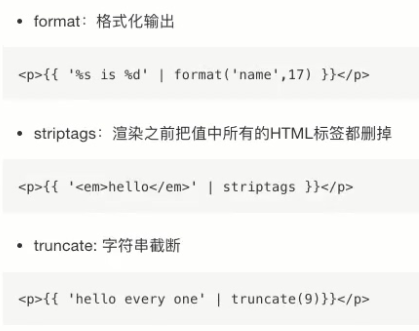 • format：格式化输出
<p>{{ '%s is %d' | format('name',17) }}</p>
• striptags：渲染之前把值中所有的HTML标签都删掉
<p>{{ '<em>hello</em>' | striptags }}</p>
• truncate: 字符串截断
<p>{{ 'hello every one' | truncate(9)}}</p>